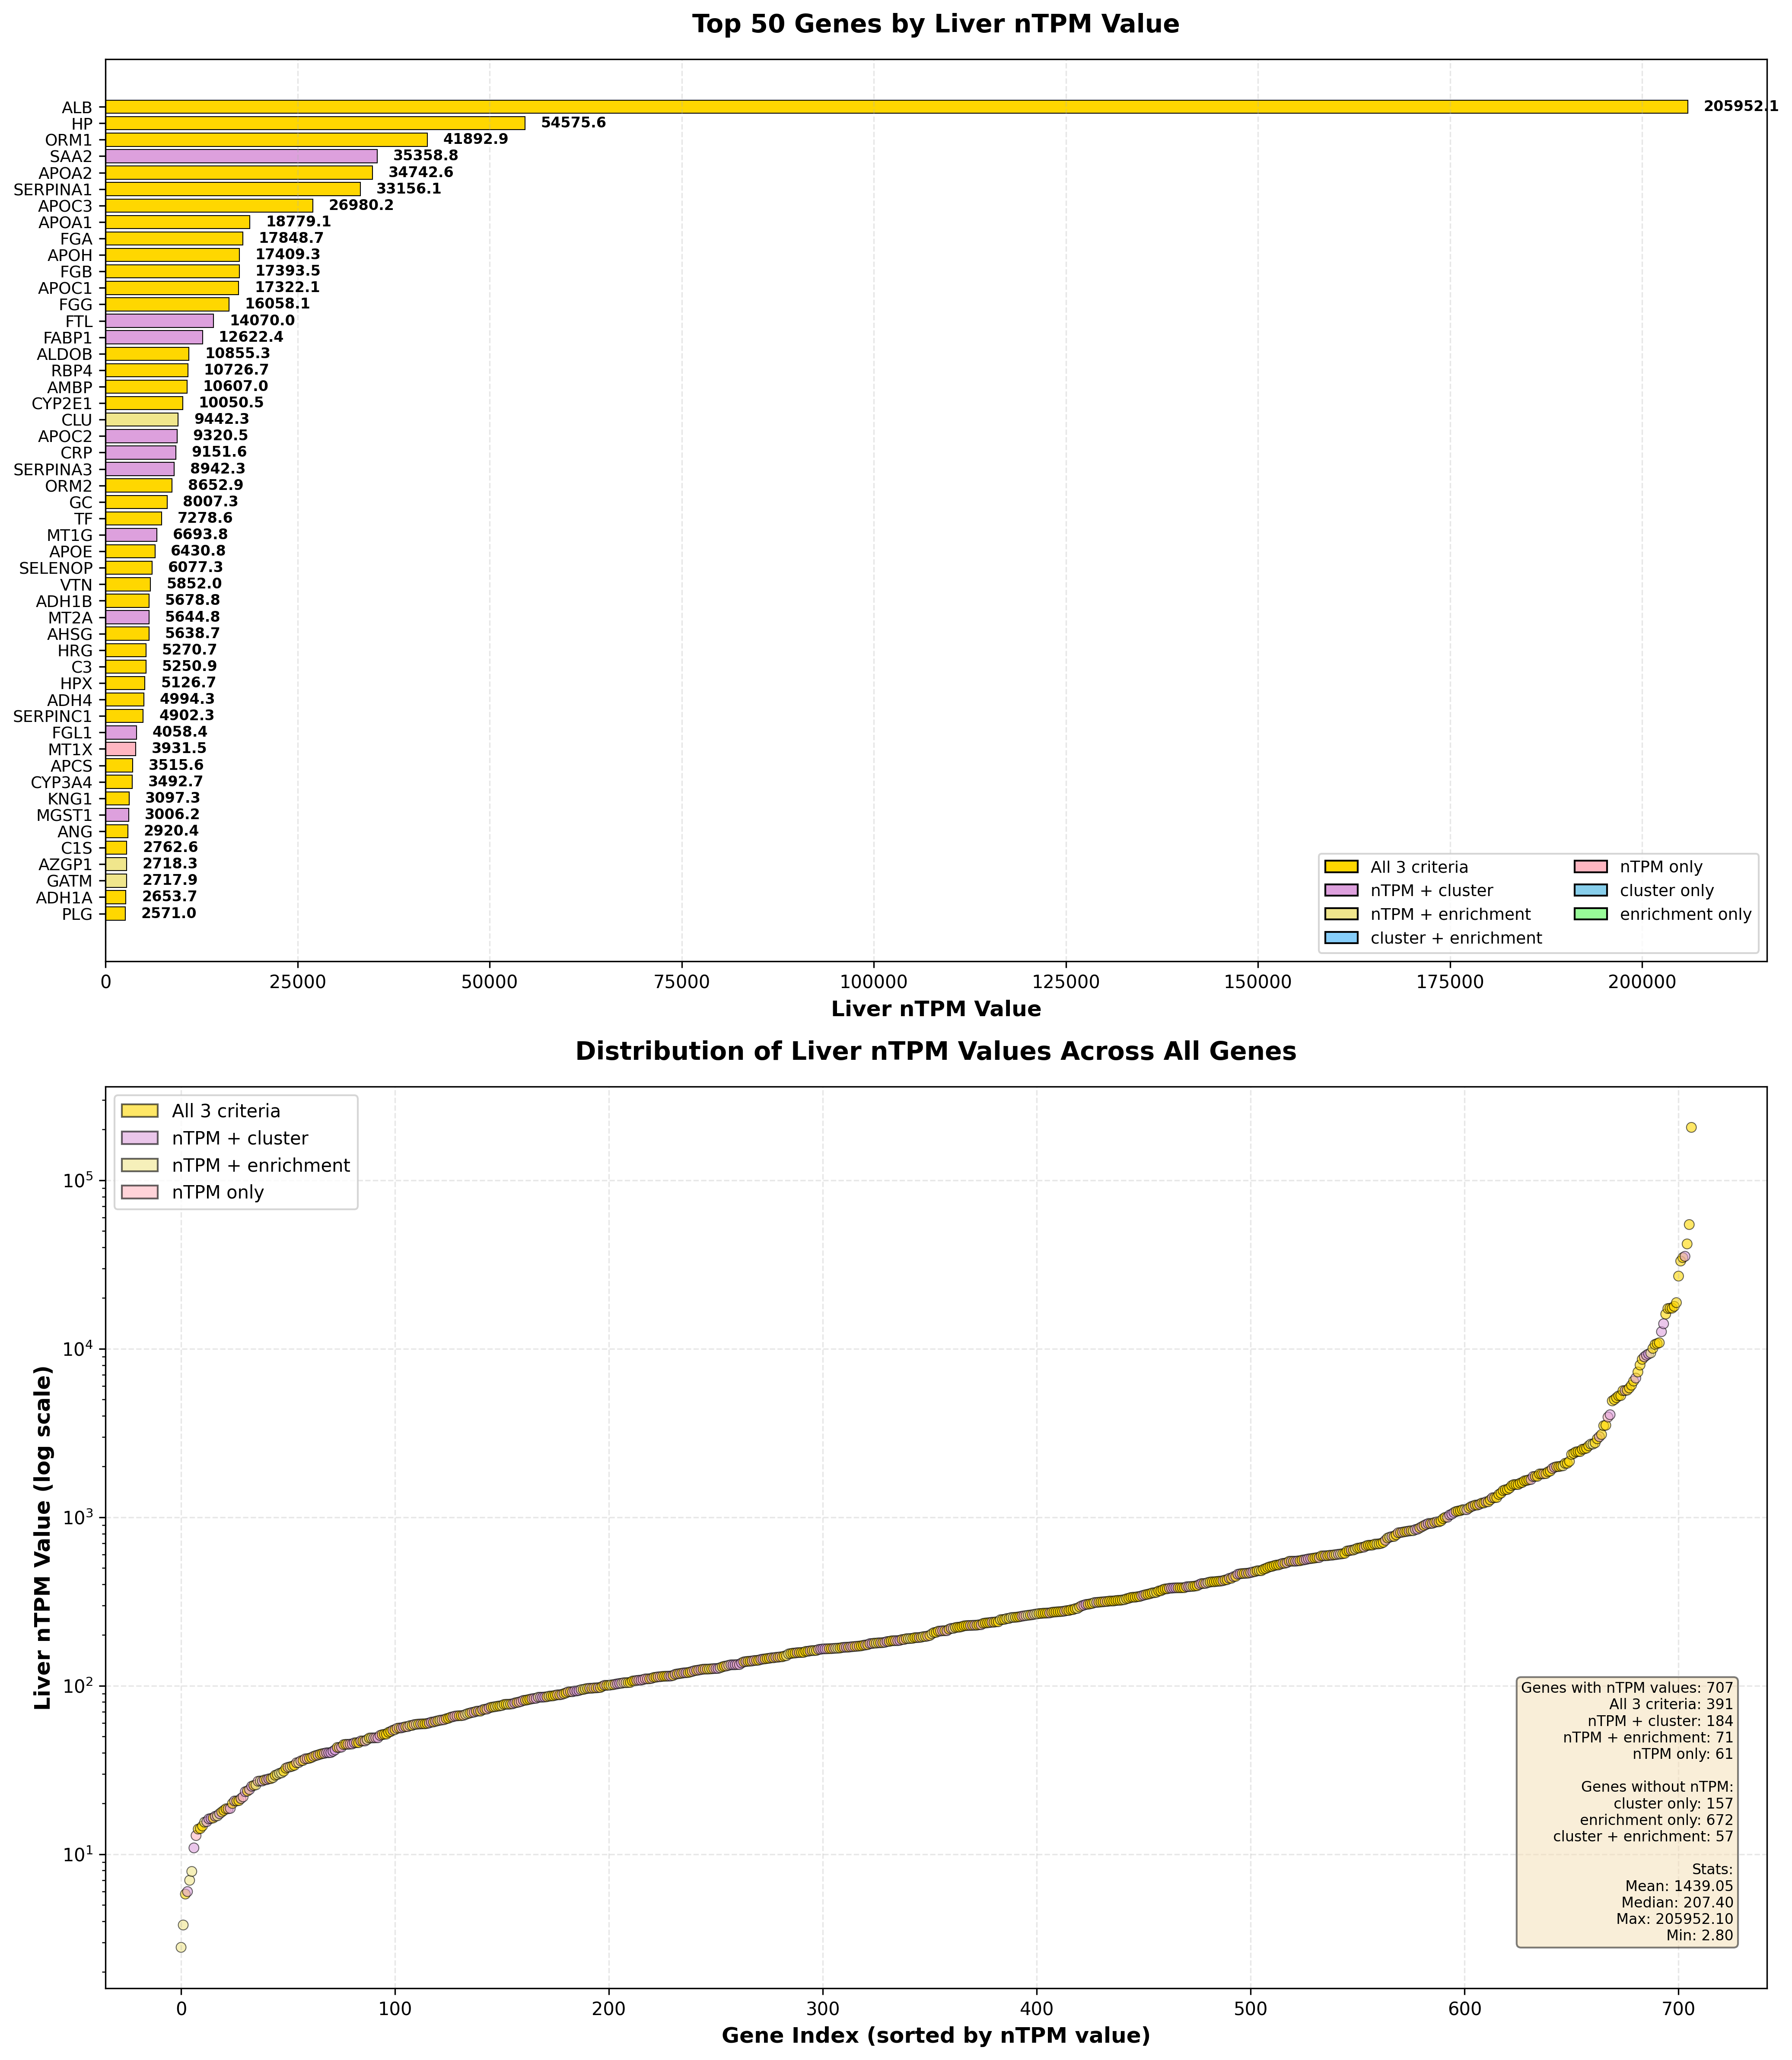 Top 50 Genes by Liver nTPM Value
ALB 205952.1
HP 54575.6
ORM1 41892.9
SAA2 35358.8
APOA2 34742.6
SERPINA1 33156.1
APOC3 26980.2
APOA1 18779.1
FGA 17848.7
APOH 17409.3
FGB 17393.5
APOC1 17322.1
FGG 16058.1
FTL 14070.0
FABP1 12622.4
ALDOB 10855.3
RBP4 10726.7
AMBP 10607.0
CYP2E1 10050.5
CLU 9442.3
APOC2 9320.5
CRP 9151.6
SERPINA3 8942.3
ORM2 8652.9
GC 8007.3
TF 7278.6
MT1G 6693.8
APOE 6430.8
SELENOP 6077.3
VTN 5852.0
ADH1B 5678.8
MT2A 5644.8
AHSG 5638.7
HRG 5270.7
C3 5250.9
HPX 5126.7
ADH4 4994.3
SERPINC1 4902.3
FGL1 4058.4
MT1X 3931.5
APCS 3515.6
CYP3A4 3492.7
KNG1 3097.3
MGST1 3006.2
ANG 2920.4
C1S 2762.6
AZGP1 2718.3
GATM 2717.9
ADH1A 2653.7
PLG 2571.0
All 3 criteria
nTPM + cluster
nTPM + enrichment
cluster + enrichment
nTPM only
cluster only
enrichment only
0 25000 50000 75000 100000 125000 150000 175000 200000
Liver nTPM Value
Distribution of Liver nTPM Values Across All Genes
All 3 criteria
nTPM + cluster
nTPM + enrichment
nTPM only
Liver nTPM Value (log scale)
10⁵
10⁴
10³
10²
10¹
Genes with nTPM values: 707
All 3 criteria: 391
nTPM + cluster: 184
nTPM + enrichment: 71
nTPM only: 61
Genes without nTPM:
cluster only: 157
enrichment only: 672
cluster + enrichment: 57
Stats:
Mean: 1439.05
Median: 207.40
Max: 205952.10
Min: 2.80
0 100 200 300 400 500 600 700
Gene Index (sorted by nTPM value)